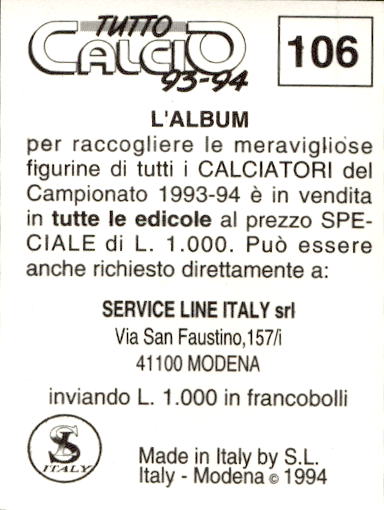 TUTTO
CALCIO
93-94
106
L'ALBUM
per raccogliere le meravigliose
figurine di tutti i CALCIATORI del
Campionato 1993-94 è in vendita
in tutte le edicole al prezzo SPE-
CIALE di L. 1.000. Può essere
anche richiesto direttamente a:
SERVICE LINE ITALY srl
Via San Faustino,157/i
41100 MODENA
inviando L. 1.000 in francobolli
SL
ITALY
Made in Italy by S.L.
Italy - Modena © 1994